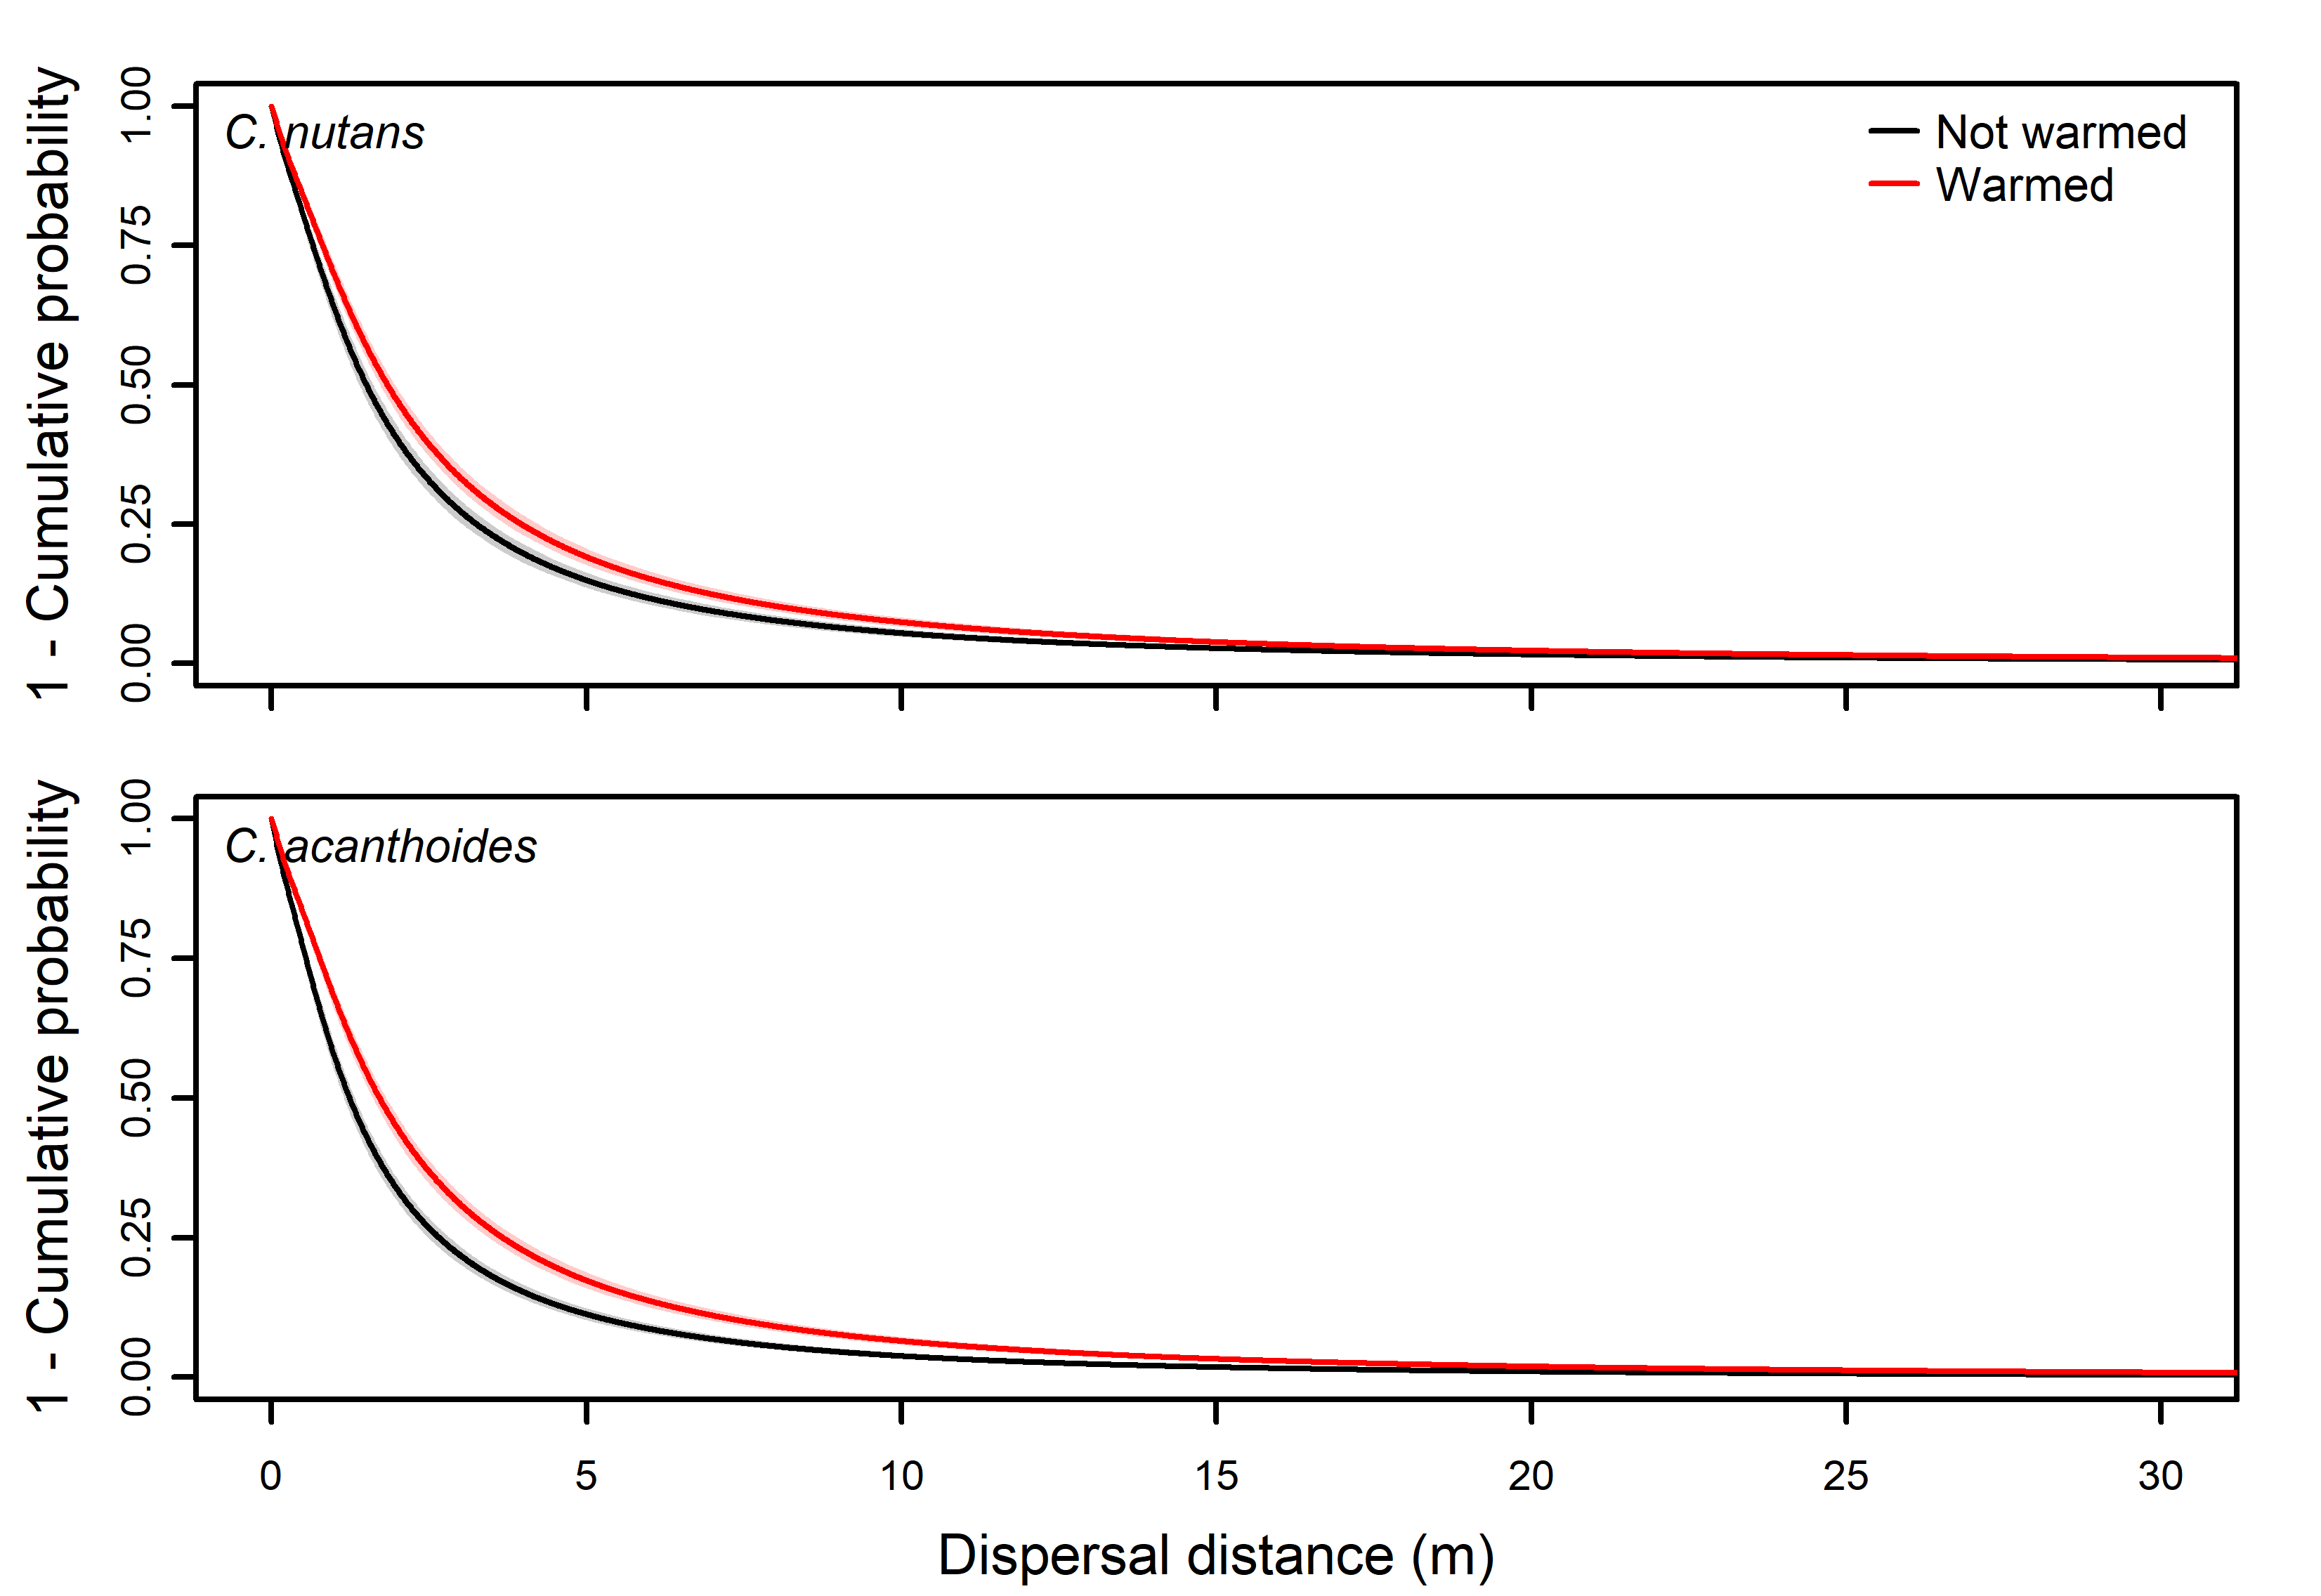 1 - Cumulative probability
1.00
0.75
0.50
0.25
0.00
C. nutans
Not warmed
Warmed
1 - Cumulative probability
1.00
0.75
0.50
0.25
0.00
C. acanthoides
0 5 10 15 20 25 30
Dispersal distance (m)